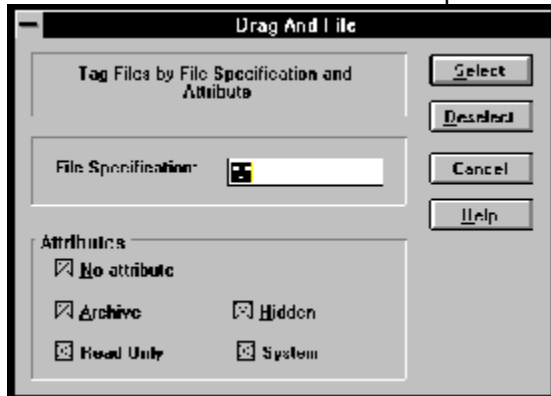 Drag And File
Tag Files by File Specification and
Attribute
Select
Deselect
File Specification:
*.*
Cancel
Help
Attributes
No attribute
Archive
Hidden
Read Only
System